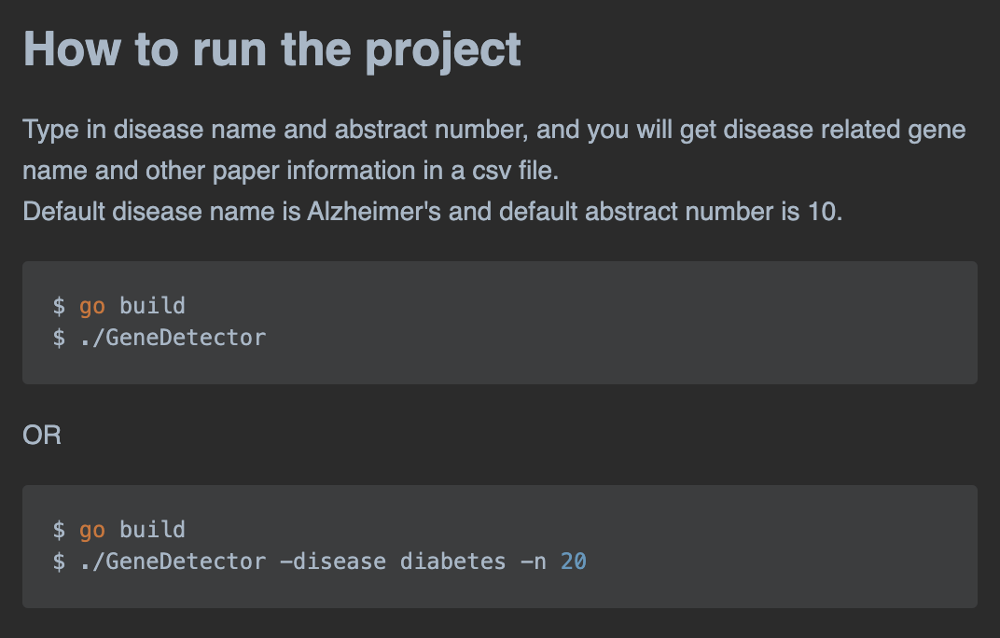 How to run the project
Type in disease name and abstract number, and you will get disease related gene
name and other paper information in a csv file.
Default disease name is Alzheimer's and default abstract number is 10.
$ go build
$ ./GeneDetector
OR
$ go build
$ ./GeneDetector -disease diabetes -n 20